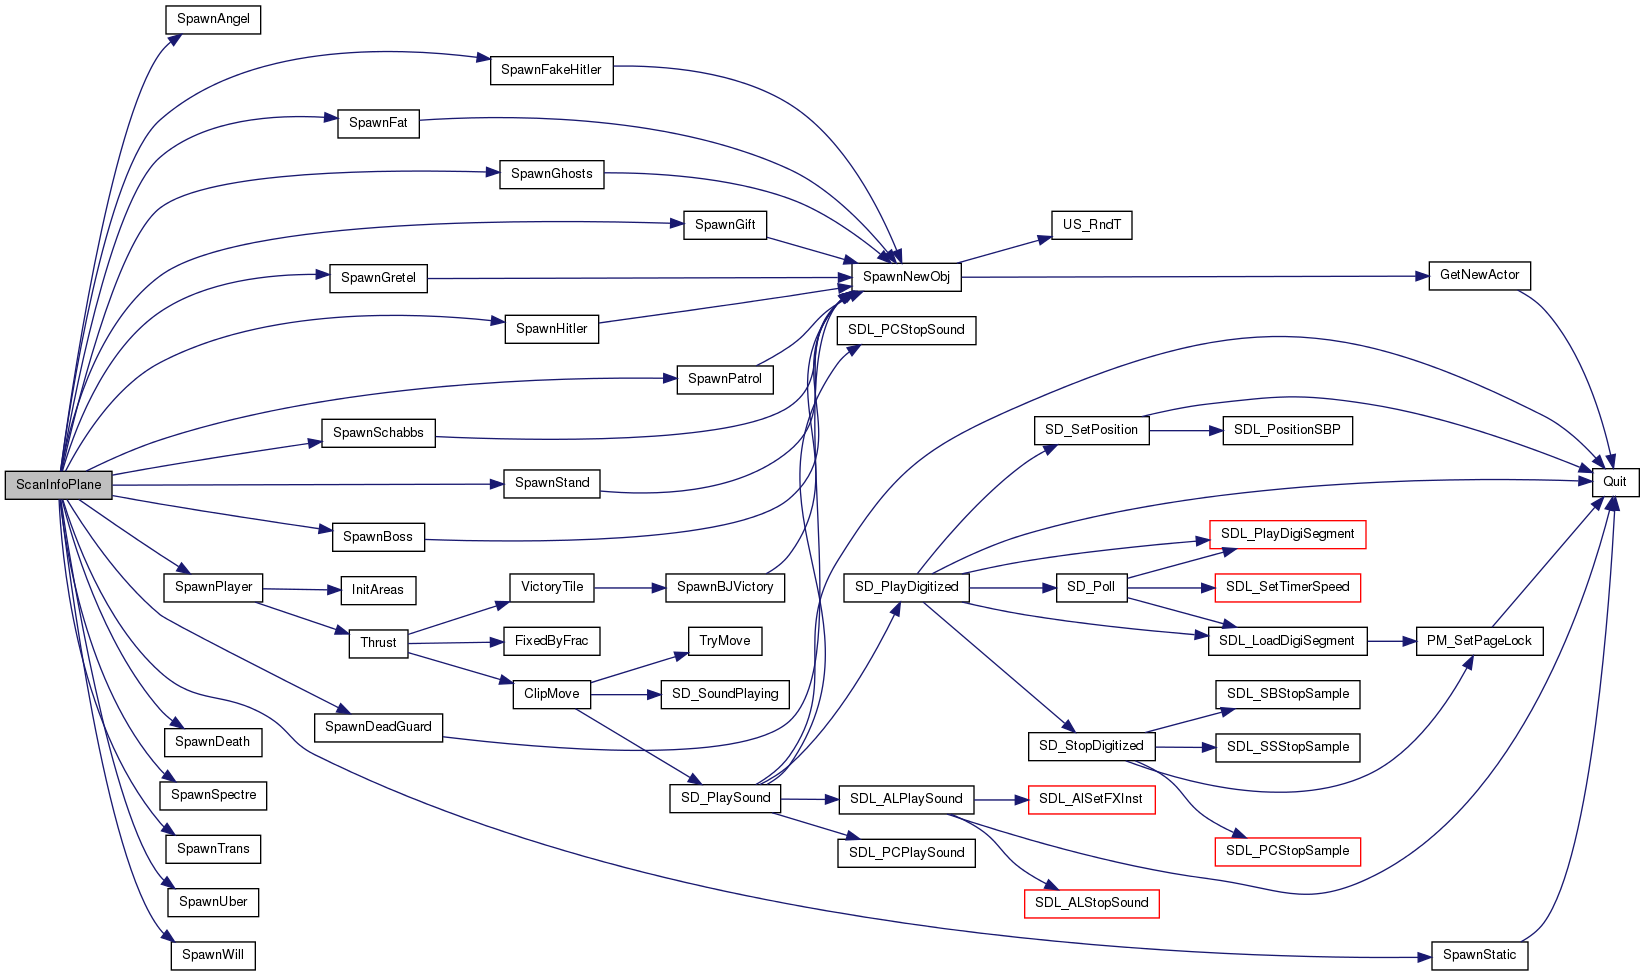 SpawnAngel
SpawnFakeHitler
SpawnFat
SpawnGhosts
SpawnGift
US_RndT
SpawnGretel
SpawnNewObj
GetNewActor
SpawnHitler
SDL_PCStopSound
SpawnPatrol
SpawnSchabbs
SD_SetPosition
SDL_PositionSBP
ScanInfoPlane
SpawnStand
Quit
SpawnBoss
SDL_PlayDigiSegment
SpawnPlayer
InitAreas
VictoryTile
SpawnBJVictory
SD_PlayDigitized
SD_Poll
SDL_SetTimerSpeed
Thrust
FixedByFrac
TryMove
SDL_LoadDigiSegment
PM_SetPageLock
ClipMove
SD_SoundPlaying
SDL_SBStopSample
SpawnDeadGuard
SpawnDeath
SD_StopDigitized
SDL_SSStopSample
SpawnSpectre
SD_PlaySound
SDL_ALPlaySound
SDL_AlSetFXInst
SpawnTrans
SDL_PCPlaySound
SDL_PCStopSample
SpawnUber
SDL_ALStopSound
SpawnWill
SpawnStatic